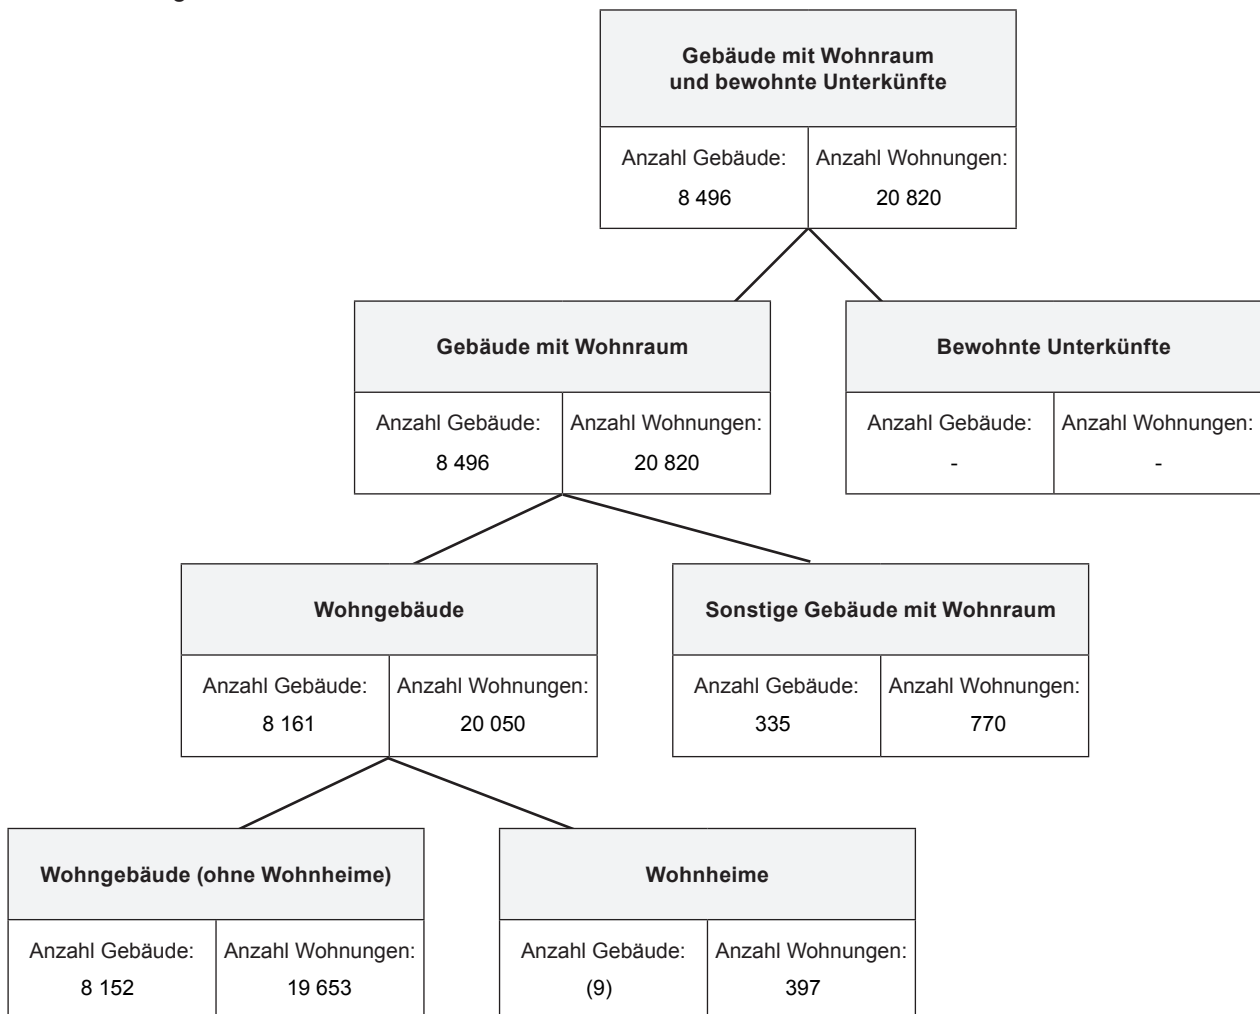 Gebäude mit Wohnraum
und bewohnte Unterkünfte
Anzahl Gebäude: Anzahl Wohnungen:
8 496 20 820
Gebäude mit Wohnraum
Anzahl Gebäude: Anzahl Wohnungen:
8 496 20 820
Bewohnte Unterkünfte
Anzahl Gebäude: Anzahl Wohnungen:
- -
Wohngebäude
Anzahl Gebäude: Anzahl Wohnungen:
8 161 20 050
Sonstige Gebäude mit Wohnraum
Anzahl Gebäude: Anzahl Wohnungen:
335 770
Wohngebäude (ohne Wohnheime)
Anzahl Gebäude: Anzahl Wohnungen:
8 152 19 653
Wohnheime
Anzahl Gebäude: Anzahl Wohnungen:
(9) 397